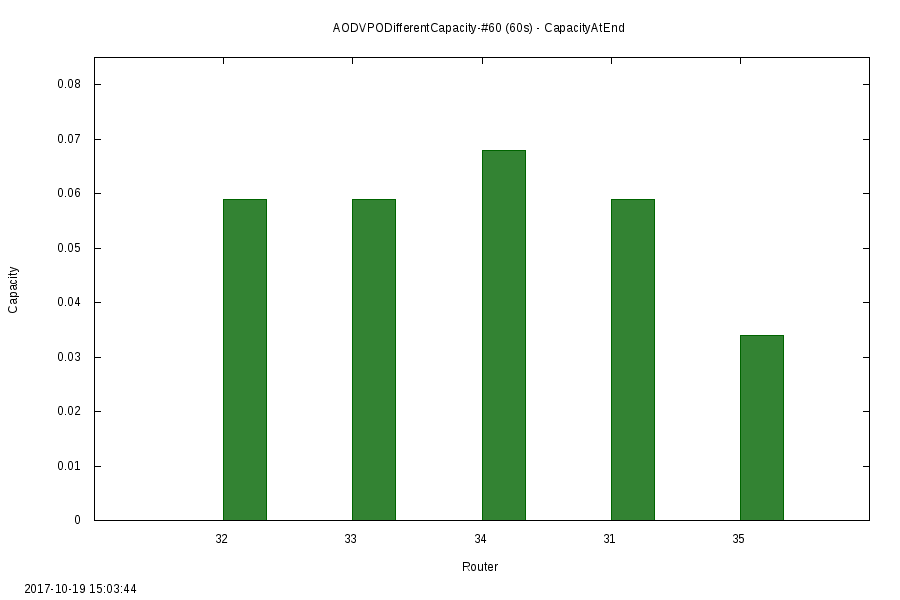 AODVPODifferentCapacity-#60 (60s) - CapacityAtEnd
0.08
0.07
0.06
0.05
0.04
0.03
0.02
0.01
0
Capacity
32 33 34 31 35
Router
2017-10-19 15:03:44